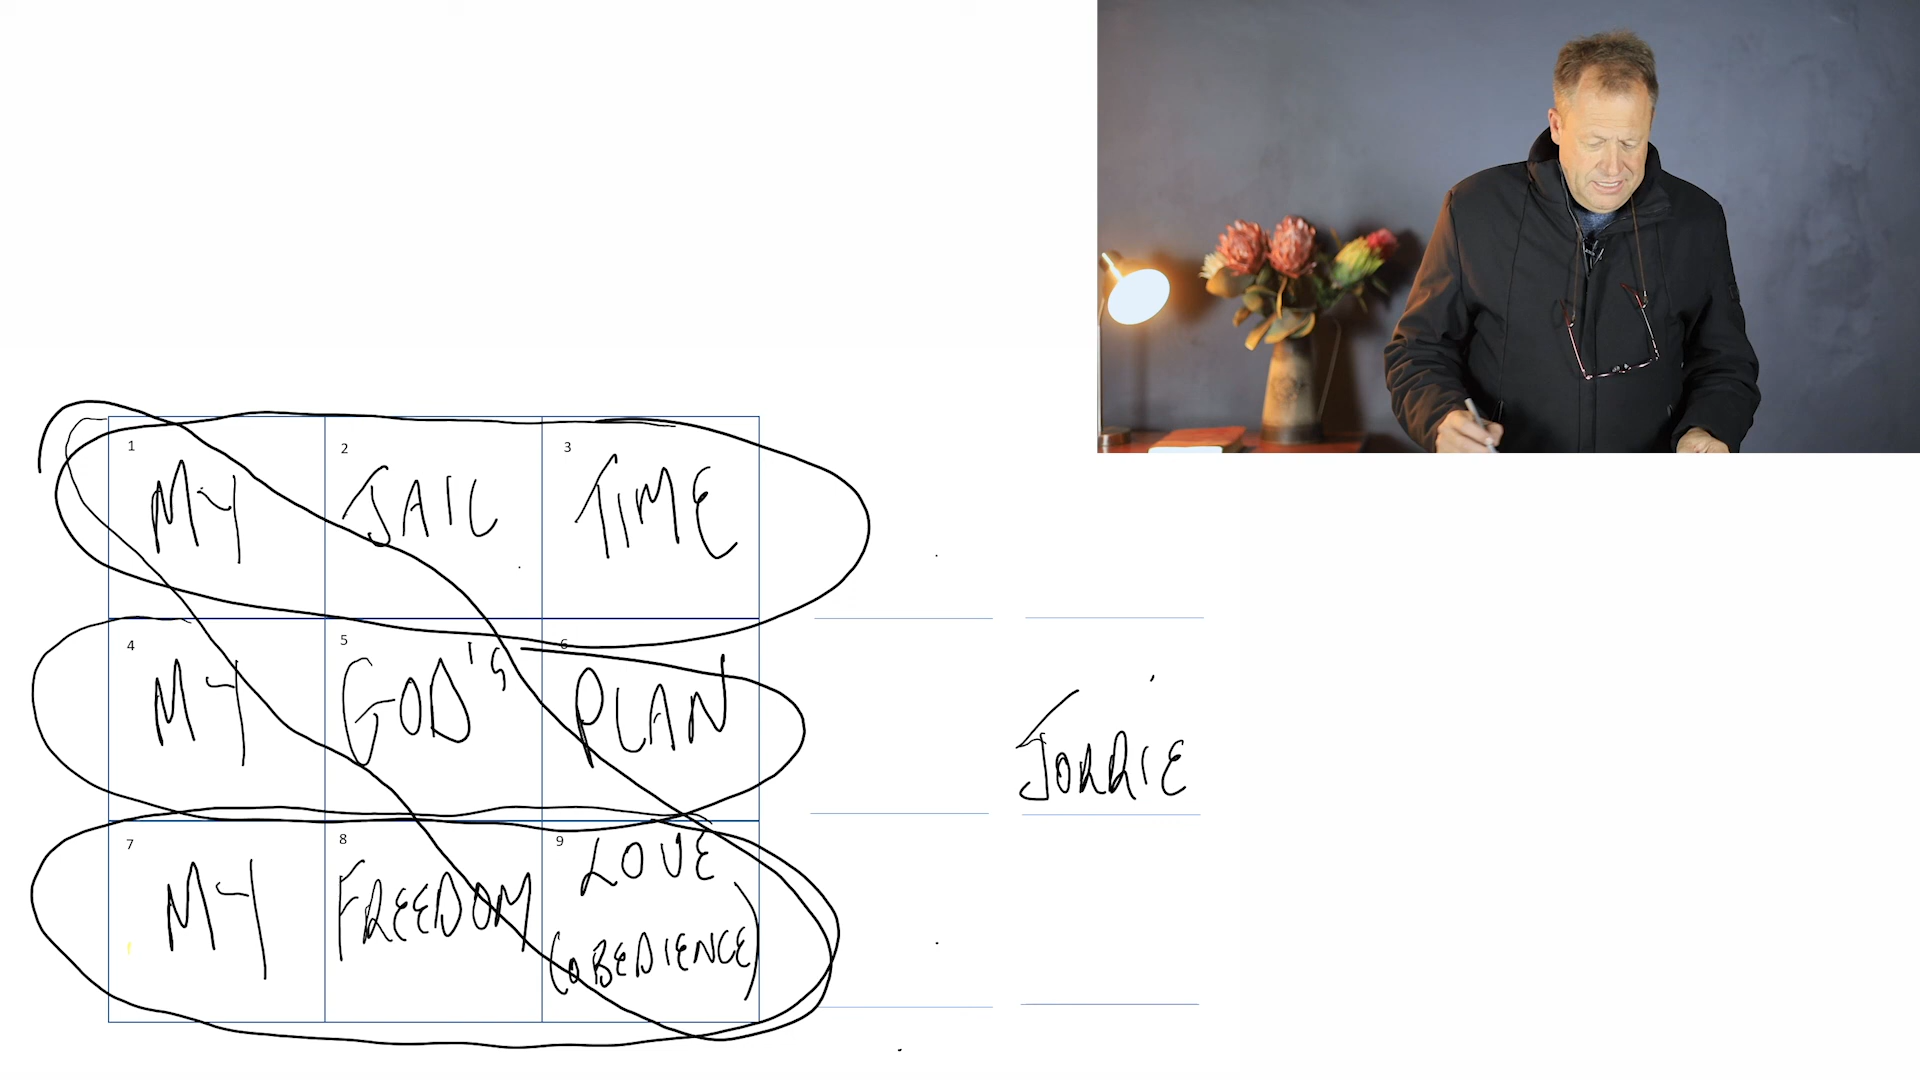 1 2 3
MY JAIL TIME
4 5 6
MY GOD'S PLAN
JORRIE
7 8 9
MY FREEDOM LOVE
(OBEDIENCE)